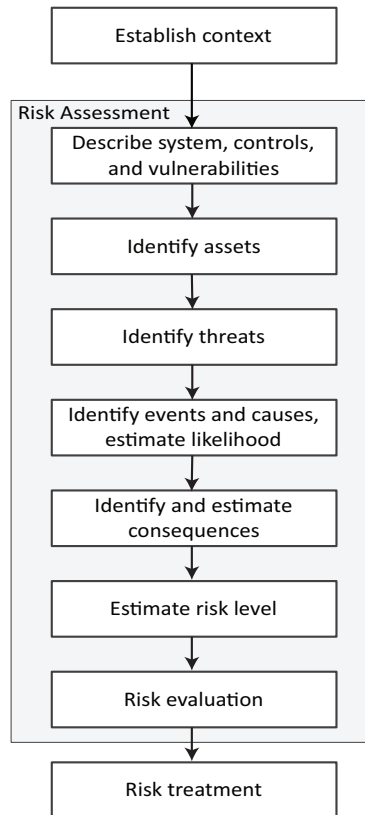 Establish context
Risk Assessment
Describe system, controls,
and vulnerabilities
Identify assets
Identify threats
Identify events and causes,
estimate likelihood
Identify and estimate
consequences
Estimate risk level
Risk evaluation
Risk treatment